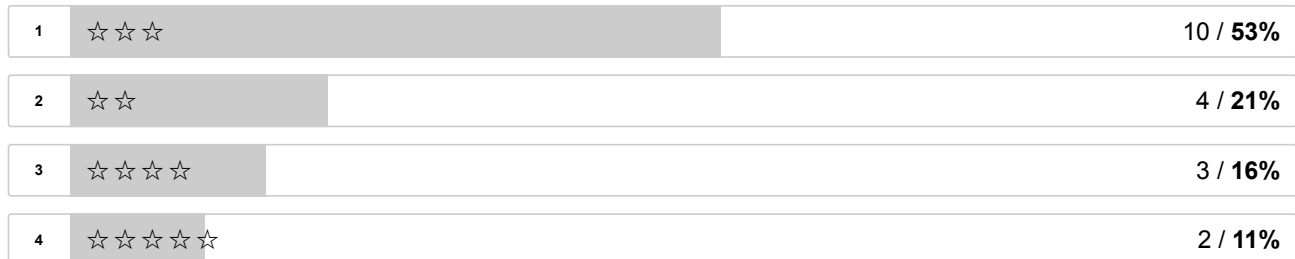 1 ☆☆☆ 10 / 53%
2 ☆☆ 4 / 21%
3 ☆☆☆☆ 3 / 16%
4 ☆☆☆☆☆ 2 / 11%